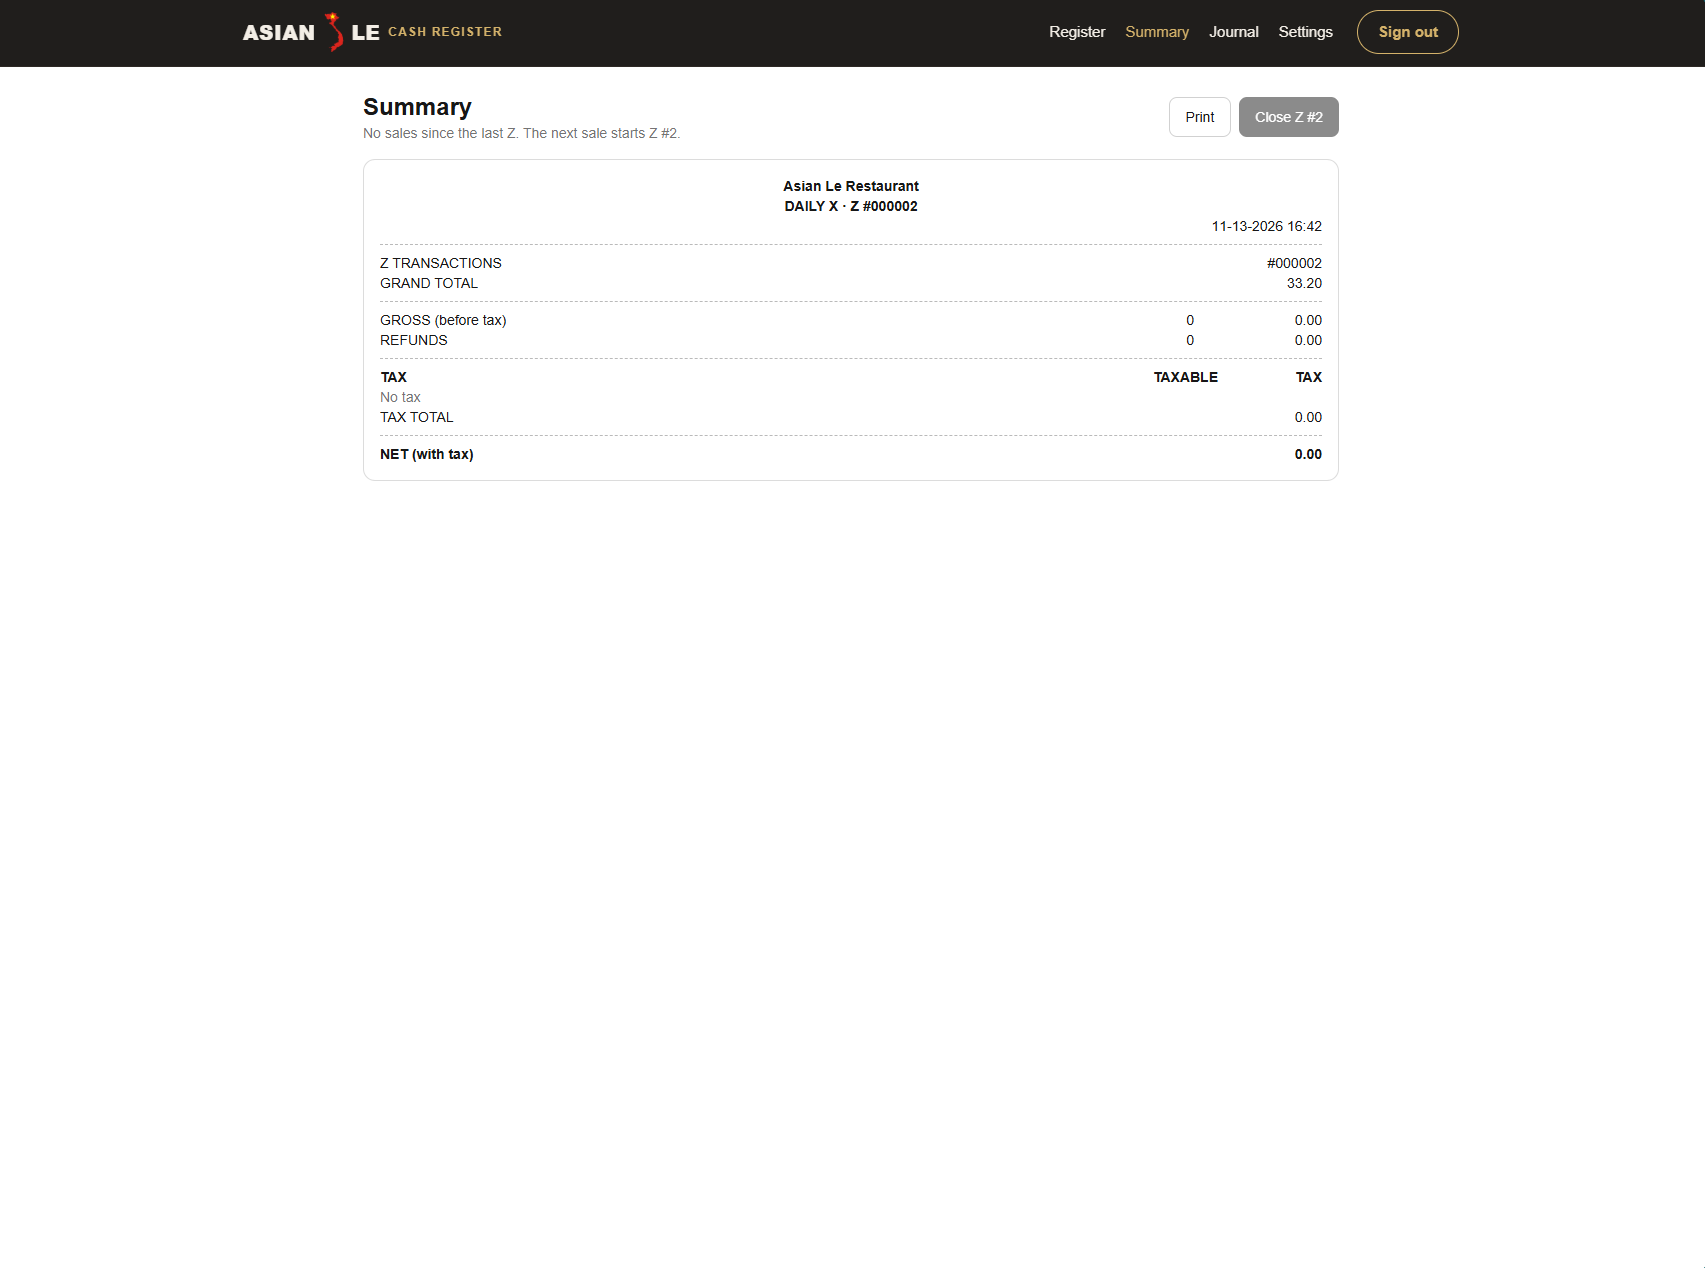 ASIAN LE CASH REGISTER
Register Summary Journal Settings Sign out
Summary
No sales since the last Z. The next sale starts Z #2.
Print Close Z #2
Asian Le Restaurant
DAILY X · Z #000002
11-13-2026 16:42
Z TRANSACTIONS #000002
GRAND TOTAL 33.20
GROSS (before tax) 0 0.00
REFUNDS 0 0.00
TAX TAXABLE TAX
No tax
TAX TOTAL 0.00
NET (with tax) 0.00